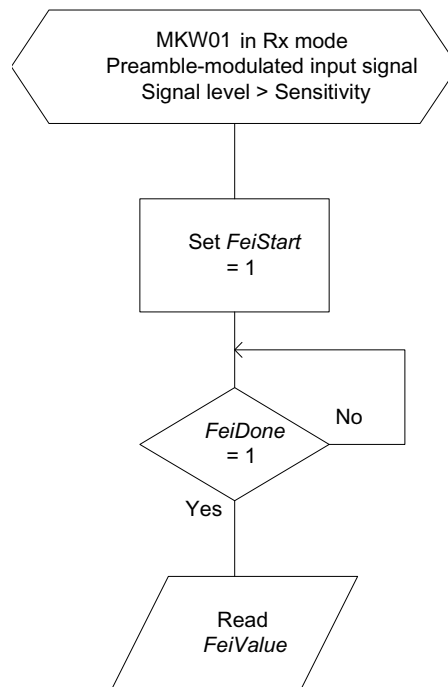 MKW01 in Rx mode
Preamble-modulated input signal
Signal level > Sensitivity
Set FeiStart
= 1
FeiDone
= 1
No
Yes
Read
FeiValue